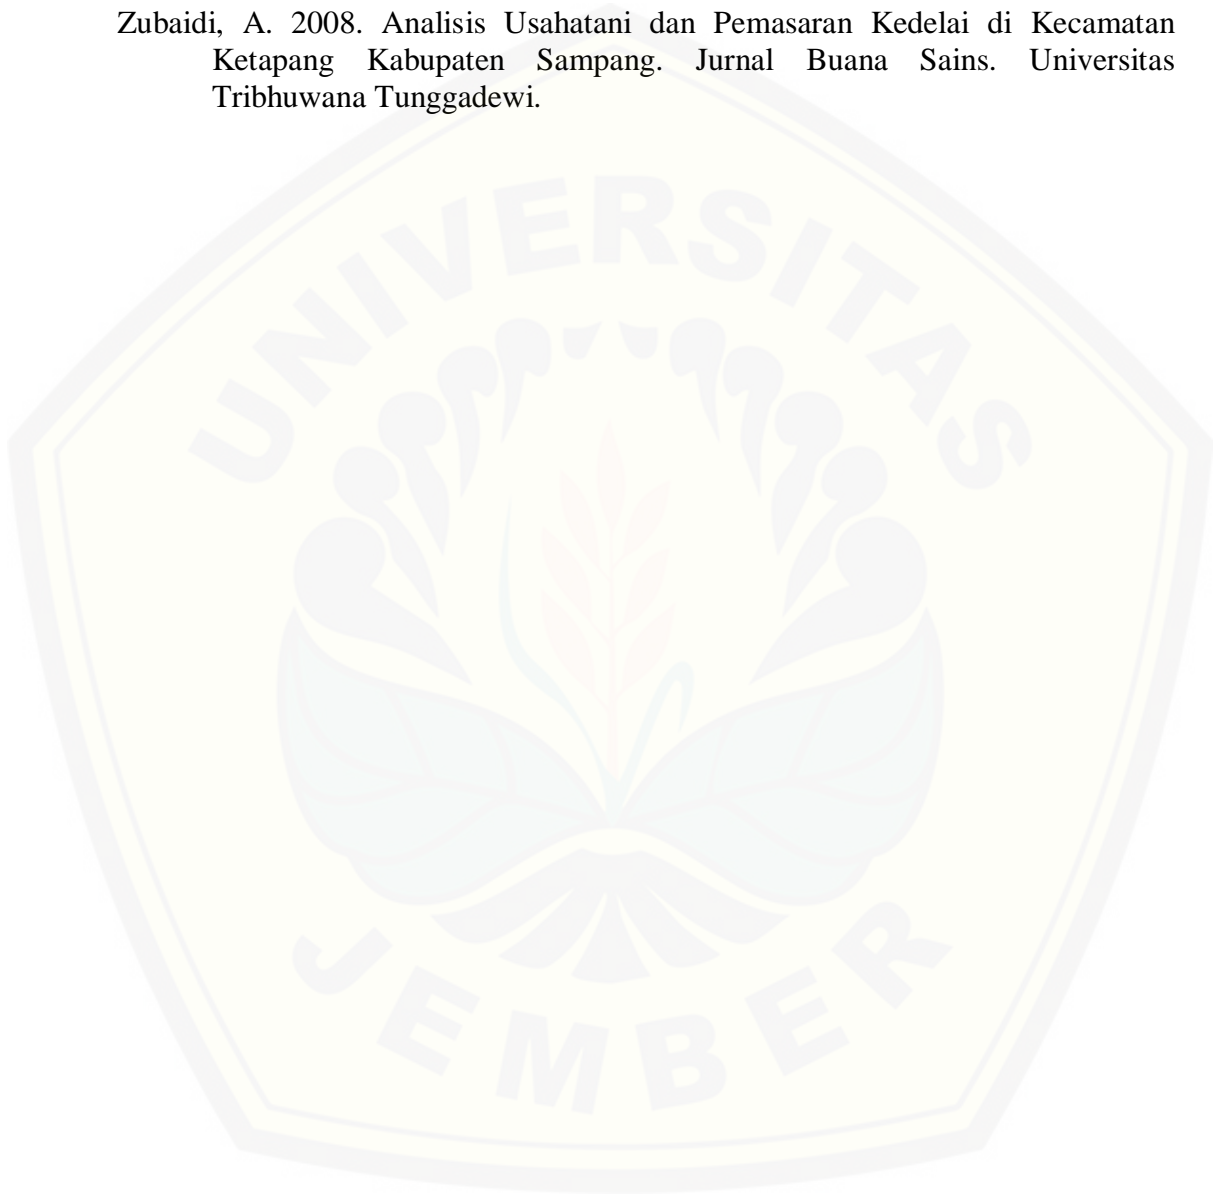 Zubaidi, A. 2008. Analisis Usahatani dan Pemasaran Kedelai di Kecamatan
Ketapang Kabupaten Sampang. Jurnal Buana Sains. Universitas
Tribhuwana Tunggadewi.
UNIVERSITAS
JEMBER